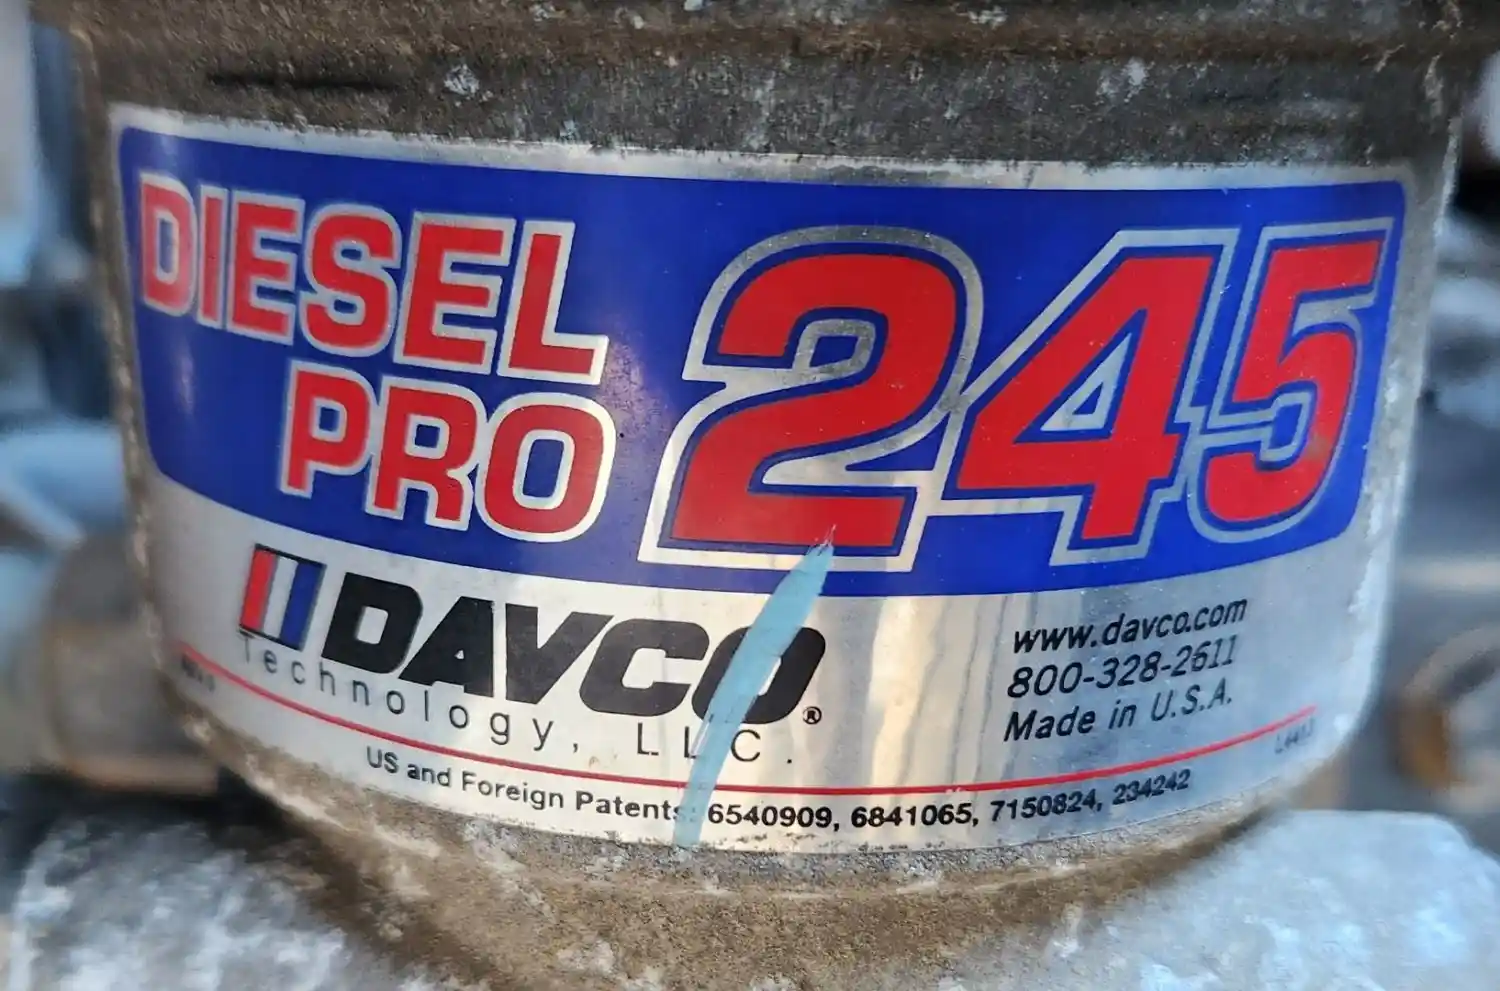 DIESEL
PRO
245
DAVCO®
Technology, LLC.
www.davco.com
800-328-2611
Made in U.S.A.
US and Foreign Patents: 6540909, 6841065, 7150824, 234242